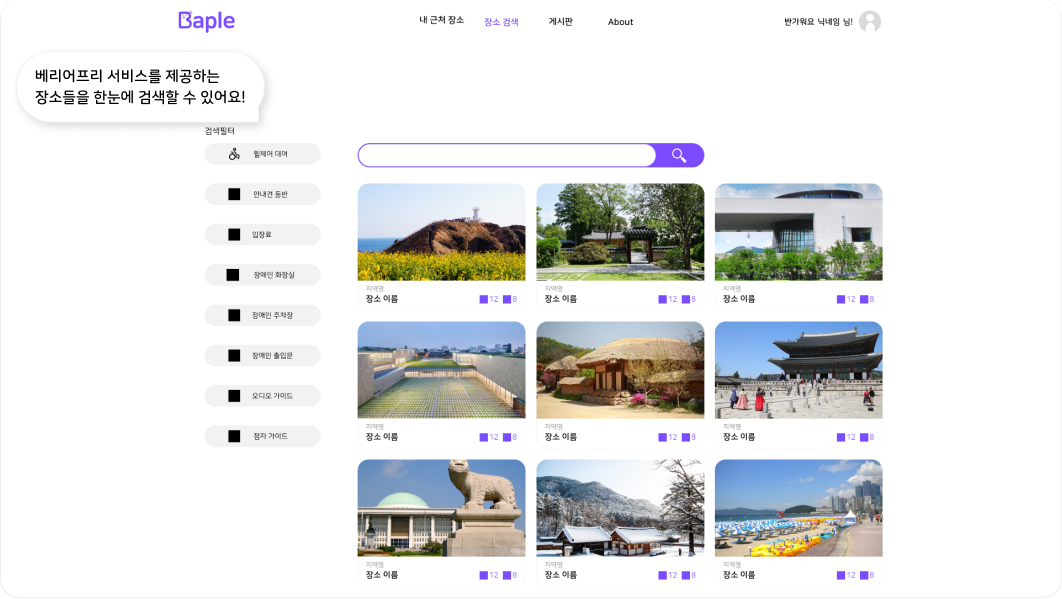 Baple
내 근처 장소
장소 검색
게시판
About
반가워요 닉네임 님!
베리어프리 서비스를 제공하는
장소들을 한눈에 검색할 수 있어요!
검색필터
휠체어 대여
안내견 동반
입장료
장애인 화장실
장애인 주차장
장애인 출입문
오디오 가이드
점자 가이드
지역명
장소 이름
12 8
지역명
장소 이름
12 8
지역명
장소 이름
12 8
지역명
장소 이름
12 8
지역명
장소 이름
12 8
지역명
장소 이름
12 8
지역명
장소 이름
12 8
지역명
장소 이름
12 8
지역명
장소 이름
12 8